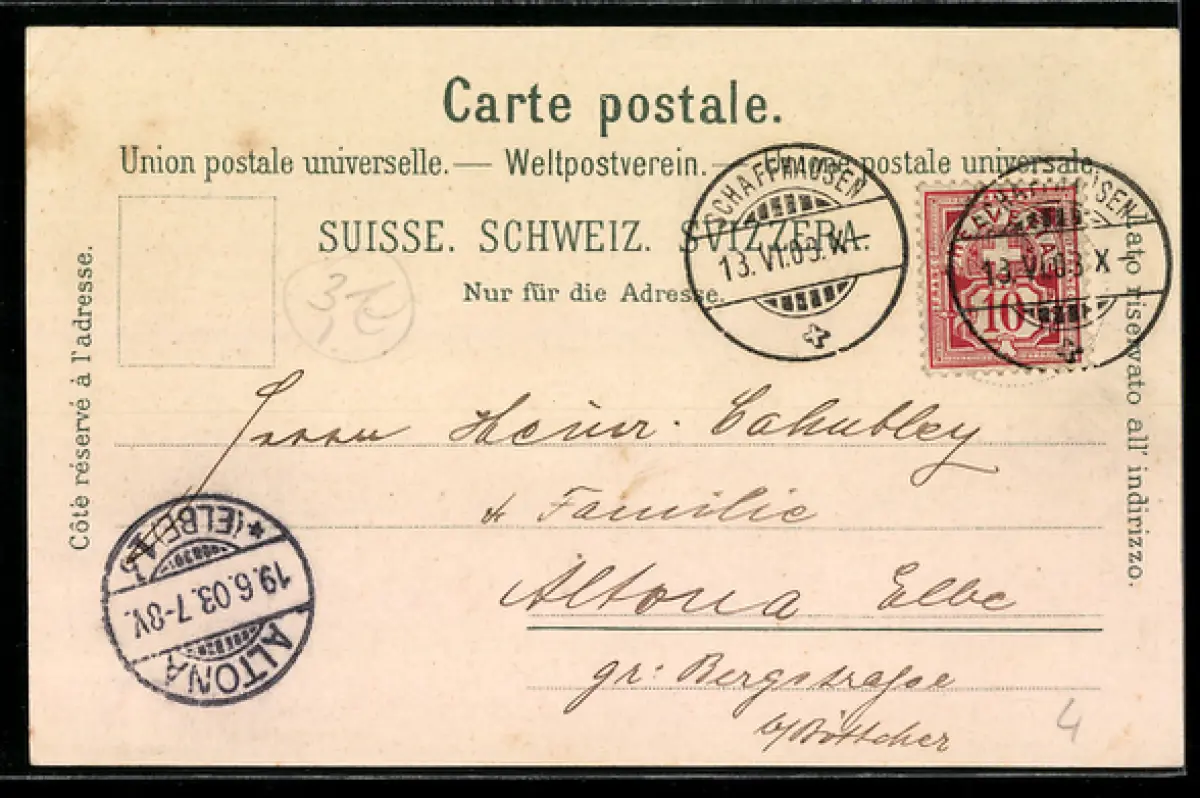 Carte postale.
Union postale universelle. — Weltpostverein. — Unione postale universale.
SUISSE. SCHWEIZ. SVIZZERA.
Nur für die Adresse.
Côté réservé à l'adresse.
Lato riservato all' indirizzo.
SCHAFFHAUSEN
13.VI.03.X
SCHAFFHAUSEN
13.VI.03.X
10
Heinr.
& Familie
Altona Elbe
gr: Bergstrasse
b/Böttcher
ALTONA
19.6.03.7-8V.
(ELBE)
4